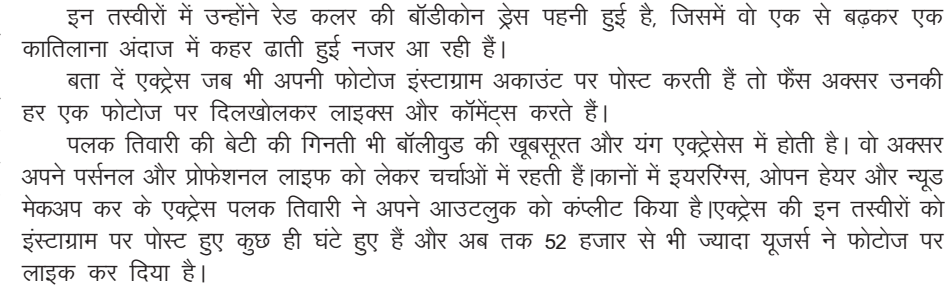 इन तस्वीरों में उन्होंने रेड कलर की बॉडीकोन ड्रेस पहनी हुई है, जिसमें वो एक से बढ़कर एक
कातिलाना अंदाज में कहर ढाती हुई नजर आ रही हैं।
बता दें एक्ट्रेस जब भी अपनी फोटोज इंस्टाग्राम अकाउंट पर पोस्ट करती हैं तो फैंस अक्सर उनकी
हर एक फोटोज पर दिलखोलकर लाइक्स और कॉमेंट्स करते हैं।
पलक तिवारी की बेटी की गिनती भी बॉलीवुड की खूबसूरत और यंग एक्ट्रेसेस में होती है। वो अक्सर
अपने पर्सनल और प्रोफेशनल लाइफ को लेकर चर्चाओं में रहती हैं।कानों में इयररिंग्स, ओपन हेयर और न्यूड
मेकअप कर के एक्ट्रेस पलक तिवारी ने अपने आउटलुक को कंप्लीट किया है।एक्ट्रेस की इन तस्वीरों को
इंस्टाग्राम पर पोस्ट हुए कुछ ही घंटे हुए हैं और अब तक 52 हजार से भी ज्यादा यूजर्स ने फोटोज पर
लाइक कर दिया है।